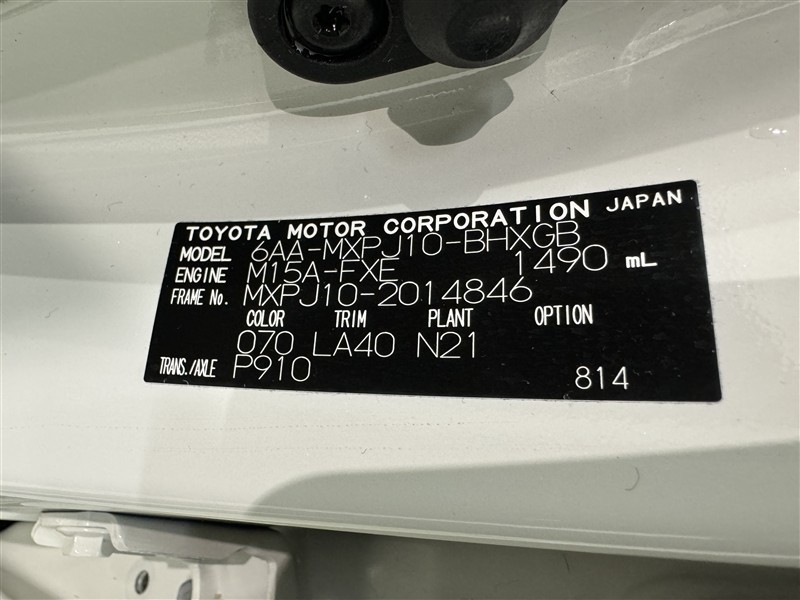 TOYOTA MOTOR CORPORATION JAPAN
MODEL 6AA-MXPJ10-BHXGB
ENGINE M15A-FXE 1490 mL
FRAME No. MXPJ10-2014846
COLOR TRIM PLANT OPTION
070 LA40 N21
TRANS./AXLE P910 814